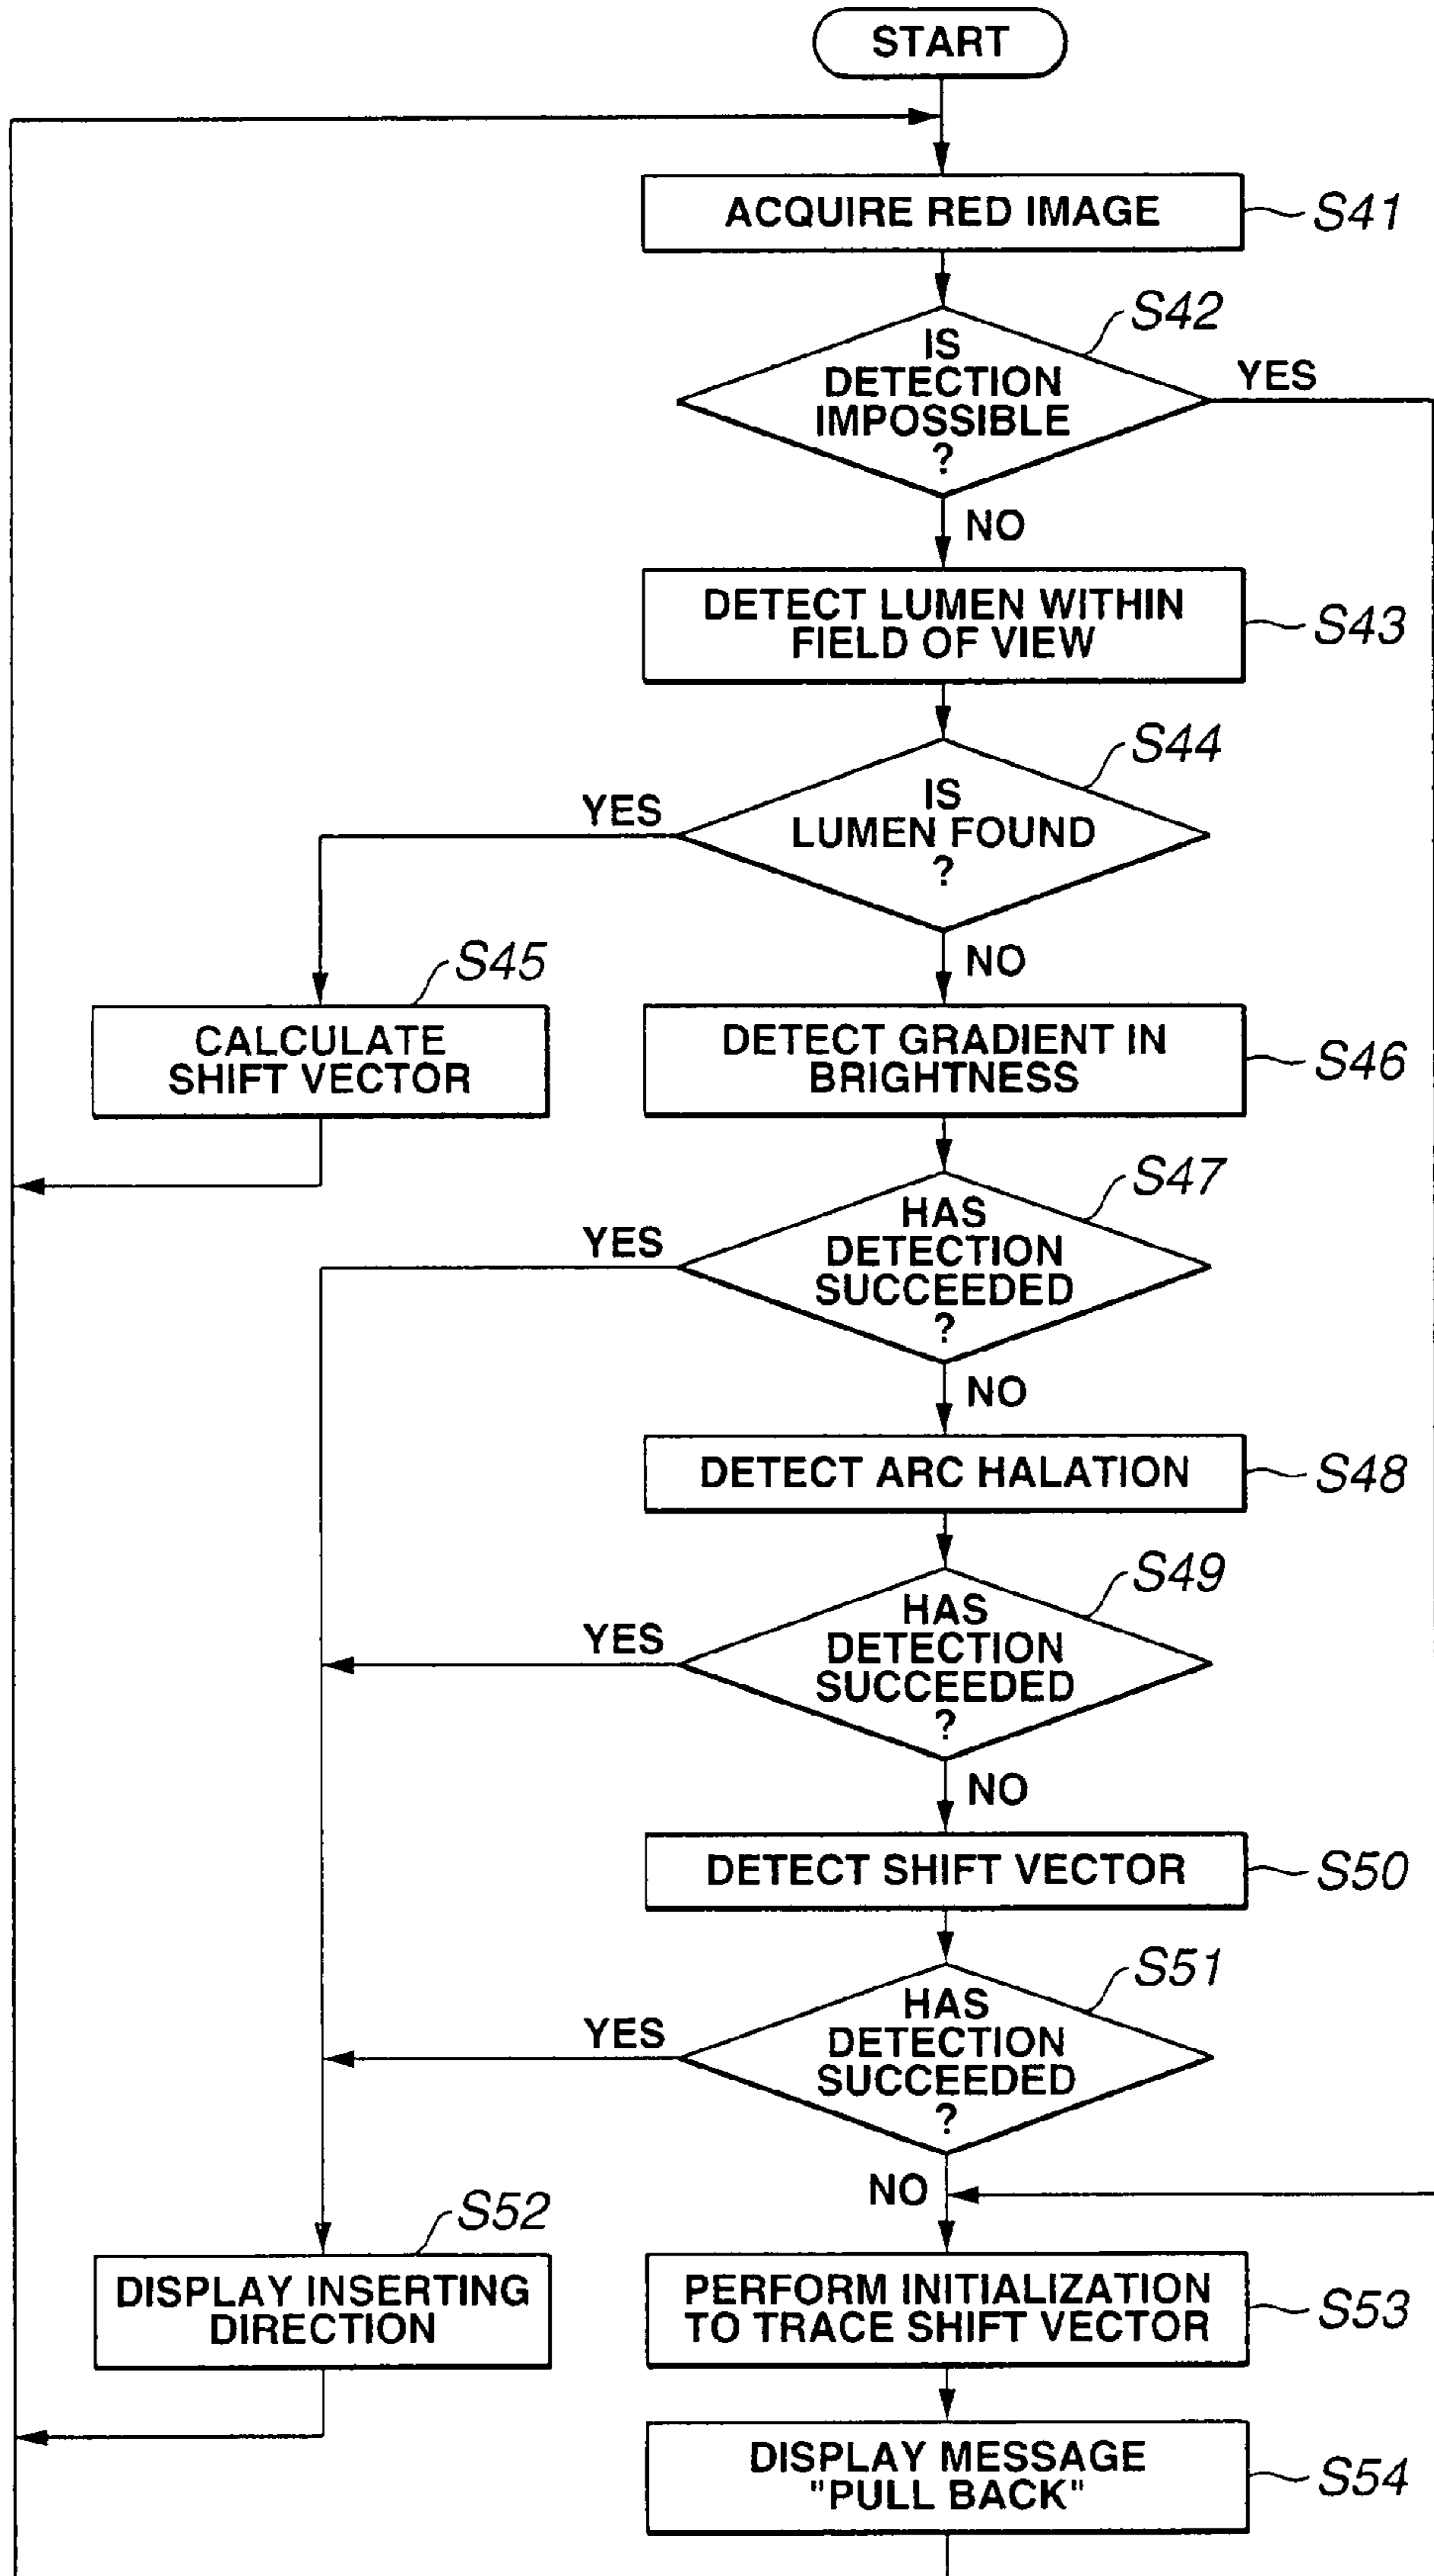 START
ACQUIRE RED IMAGE
S41
S42
IS
DETECTION
IMPOSSIBLE
?
YES
NO
DETECT LUMEN WITHIN
FIELD OF VIEW
S43
S44
IS
LUMEN FOUND
?
YES
NO
S45
CALCULATE
SHIFT VECTOR
DETECT GRADIENT IN
BRIGHTNESS
S46
S47
HAS
DETECTION
SUCCEEDED
?
YES
NO
DETECT ARC HALATION
S48
S49
HAS
DETECTION
SUCCEEDED
?
YES
NO
DETECT SHIFT VECTOR
S50
S51
HAS
DETECTION
SUCCEEDED
?
YES
NO
S52
DISPLAY INSERTING
DIRECTION
PERFORM INITIALIZATION
TO TRACE SHIFT VECTOR
S53
DISPLAY MESSAGE
"PULL BACK"
S54